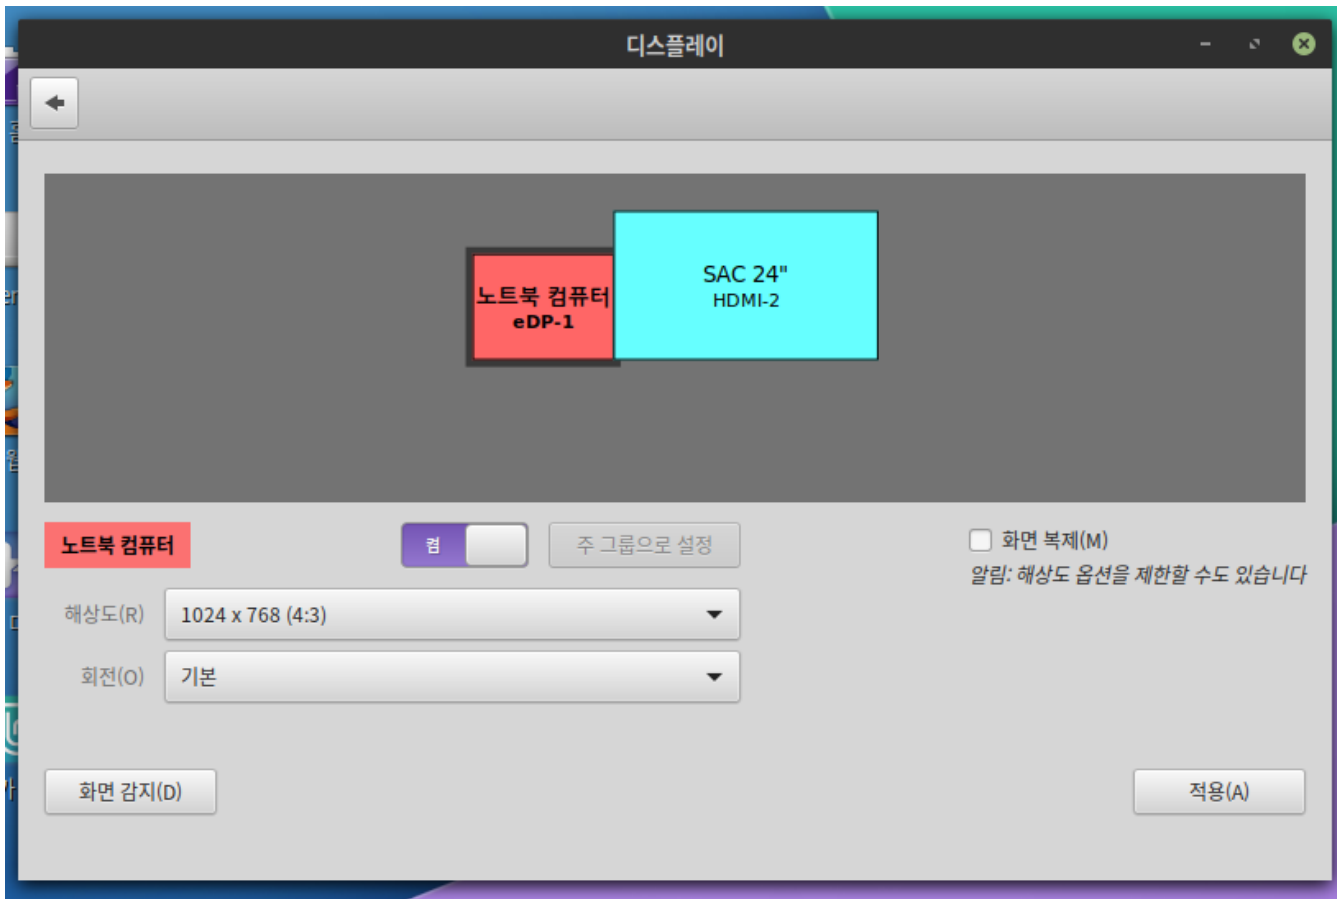 디스플레이
노트북 컴퓨터
eDP-1
SAC 24"
HDMI-2
노트북 컴퓨터
켬
주 그룹으로 설정
화면 복제(M)
알림: 해상도 옵션을 제한할 수도 있습니다
해상도(R)
1024 x 768 (4:3)
회전(O)
기본
화면 감지(D)
적용(A)